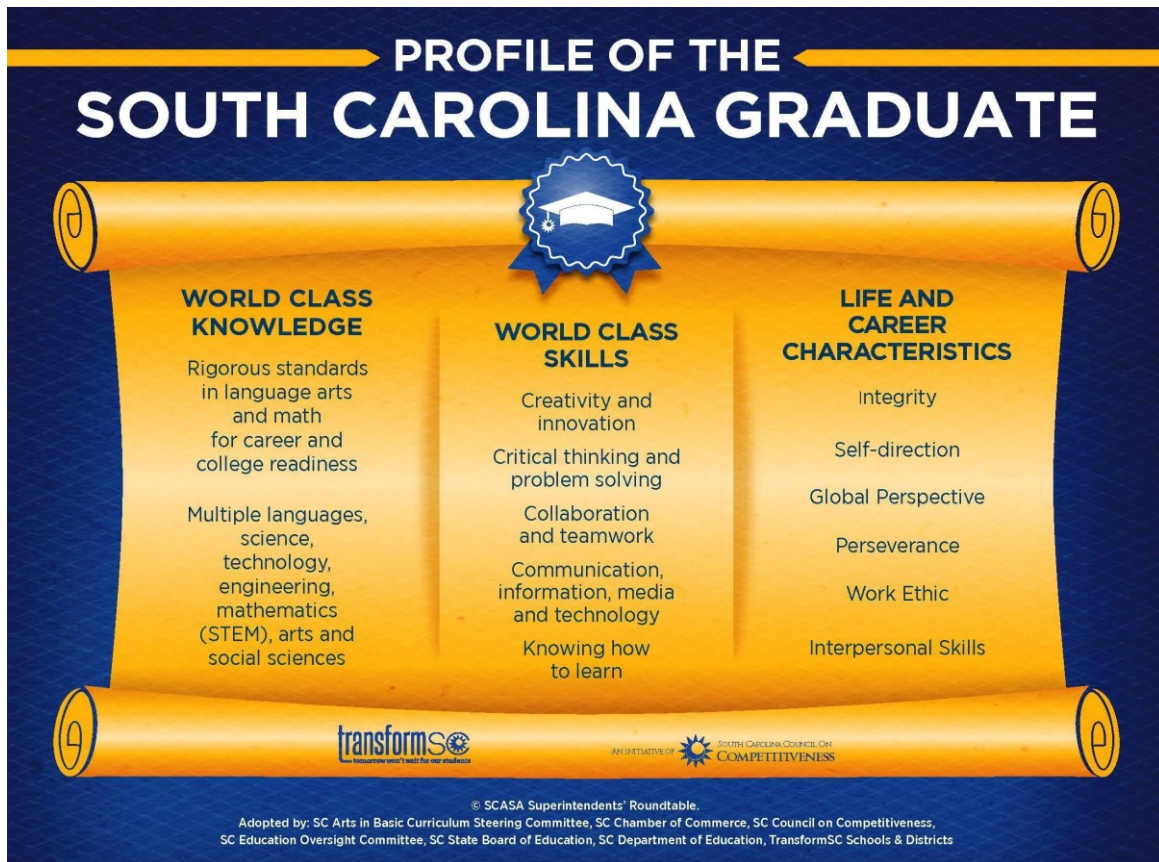 PROFILE OF THE
SOUTH CAROLINA GRADUATE
WORLD CLASS
KNOWLEDGE
Rigorous standards
in language arts
and math
for career and
college readiness
Multiple languages,
science,
technology,
engineering,
mathematics
(STEM), arts and
social sciences
WORLD CLASS
SKILLS
Creativity and
innovation
Critical thinking and
problem solving
Collaboration
and teamwork
Communication,
information, media
and technology
Knowing how
to learn
LIFE AND
CAREER
CHARACTERISTICS
Integrity
Self-direction
Global Perspective
Perseverance
Work Ethic
Interpersonal Skills
transformSC
tomorrow won't wait for our students
AN INITIATIVE OF
SOUTH CAROLINA COUNCIL ON
COMPETITIVENESS
© SCASA Superintendents' Roundtable.
Adopted by: SC Arts in Basic Curriculum Steering Committee, SC Chamber of Commerce, SC Council on Competitiveness,
SC Education Oversight Committee, SC State Board of Education, SC Department of Education, TransformSC Schools & Districts